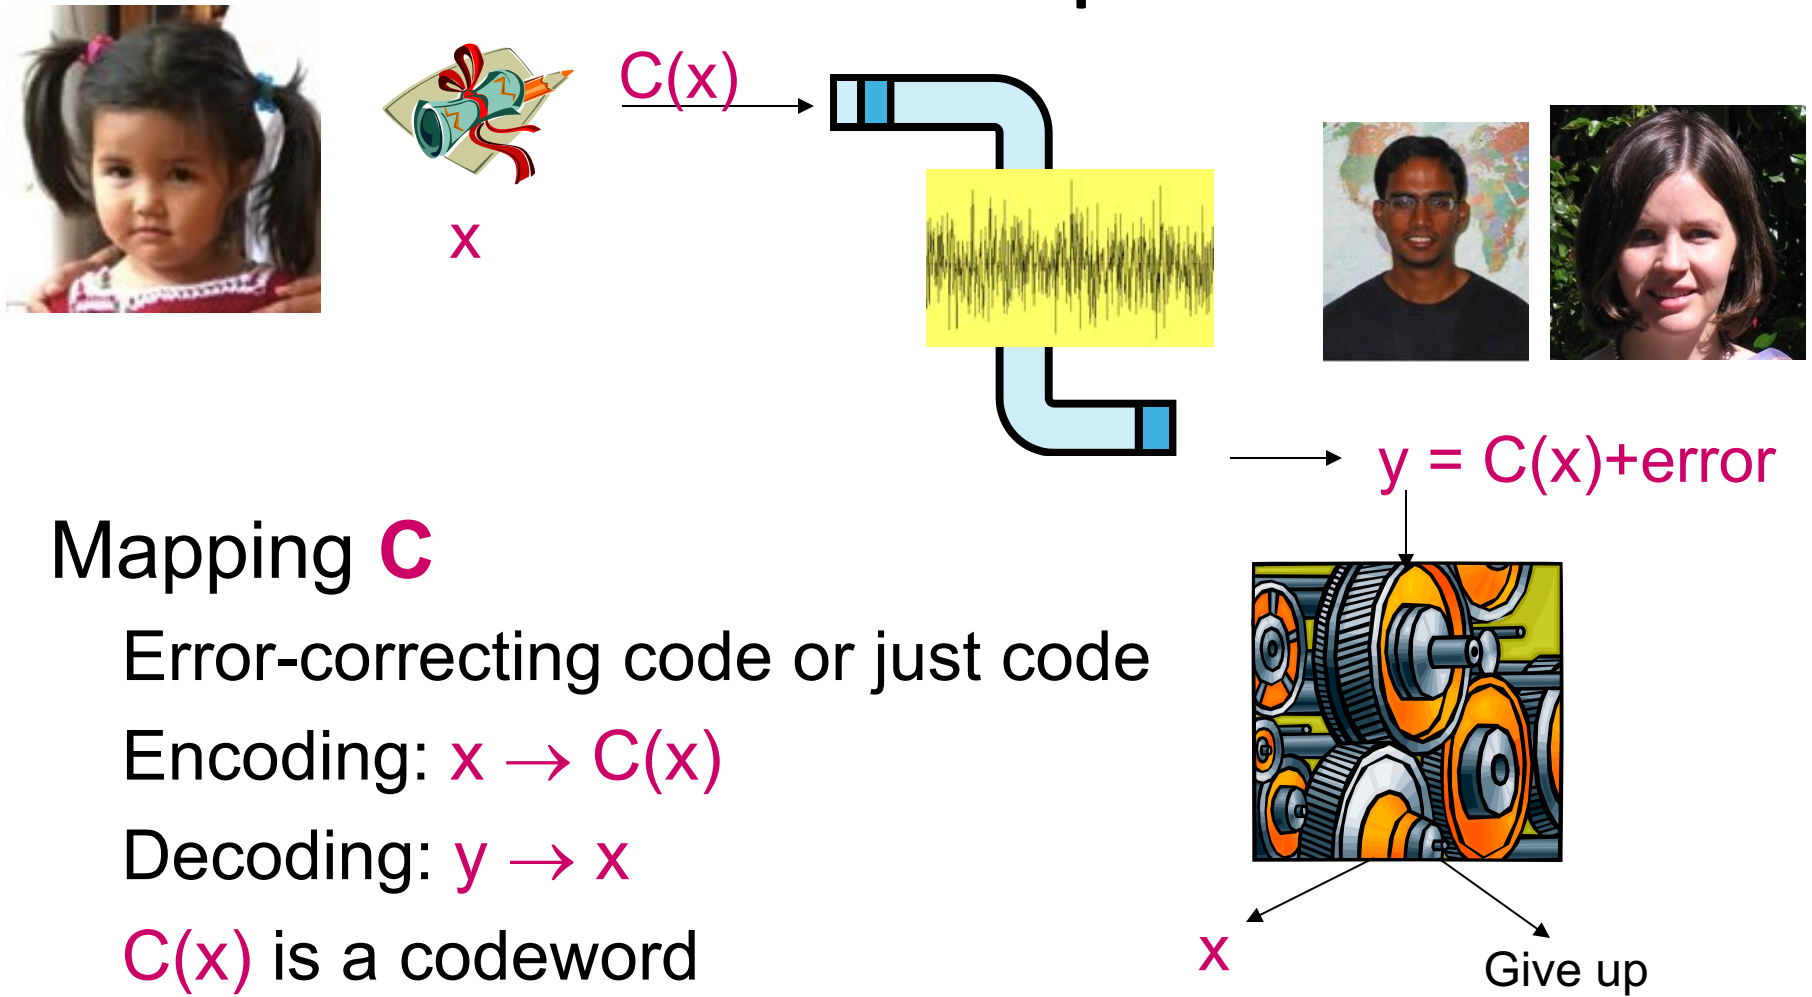 C(x)
x
y = C(x)+error
Mapping C
Error-correcting code or just code
Encoding: x → C(x)
Decoding: y → x
C(x) is a codeword
x
Give up